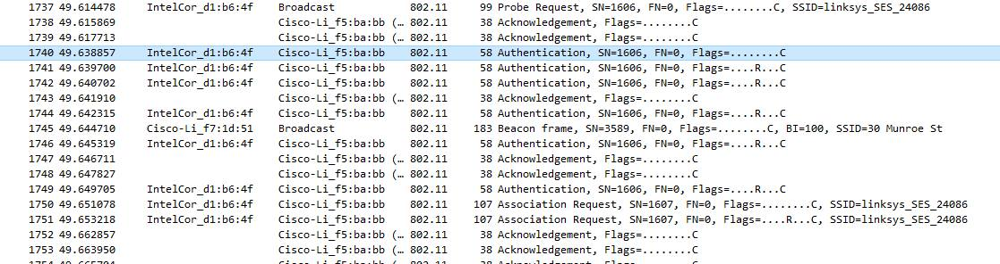 1737 49.614478 IntelCor_d1:b6:4f Broadcast 802.11 99 Probe Request, SN=1606, FN=0, Flags=........C, SSID=linksys_SES_24086
1738 49.615869 Cisco-Li_f5:ba:bb (… 802.11 38 Acknowledgement, Flags=........C
1739 49.617713 Cisco-Li_f5:ba:bb (… 802.11 38 Acknowledgement, Flags=........C
1740 49.638857 IntelCor_d1:b6:4f Cisco-Li_f5:ba:bb 802.11 58 Authentication, SN=1606, FN=0, Flags=........C
1741 49.639700 IntelCor_d1:b6:4f Cisco-Li_f5:ba:bb 802.11 58 Authentication, SN=1606, FN=0, Flags=....R...C
1742 49.640702 IntelCor_d1:b6:4f Cisco-Li_f5:ba:bb 802.11 58 Authentication, SN=1606, FN=0, Flags=....R...C
1743 49.641910 Cisco-Li_f5:ba:bb (… 802.11 38 Acknowledgement, Flags=........C
1744 49.642315 IntelCor_d1:b6:4f Cisco-Li_f5:ba:bb 802.11 58 Authentication, SN=1606, FN=0, Flags=....R...C
1745 49.644710 Cisco-Li_f7:1d:51 Broadcast 802.11 183 Beacon frame, SN=3589, FN=0, Flags=........C, BI=100, SSID=30 Munroe St
1746 49.645319 IntelCor_d1:b6:4f Cisco-Li_f5:ba:bb 802.11 58 Authentication, SN=1606, FN=0, Flags=....R...C
1747 49.646711 Cisco-Li_f5:ba:bb (… 802.11 38 Acknowledgement, Flags=........C
1748 49.647827 Cisco-Li_f5:ba:bb (… 802.11 38 Acknowledgement, Flags=........C
1749 49.649705 IntelCor_d1:b6:4f Cisco-Li_f5:ba:bb 802.11 58 Authentication, SN=1606, FN=0, Flags=....R...C
1750 49.651078 IntelCor_d1:b6:4f Cisco-Li_f5:ba:bb 802.11 107 Association Request, SN=1607, FN=0, Flags=........C, SSID=linksys_SES_24086
1751 49.653218 IntelCor_d1:b6:4f Cisco-Li_f5:ba:bb 802.11 107 Association Request, SN=1607, FN=0, Flags=....R...C, SSID=linksys_SES_24086
1752 49.662857 Cisco-Li_f5:ba:bb (… 802.11 38 Acknowledgement, Flags=........C
1753 49.663950 Cisco-Li_f5:ba:bb (… 802.11 38 Acknowledgement, Flags=........C
1754 Cisco-Li_f5:ba:bb (… 802.11 38 Acknowledgement, Flags=........C